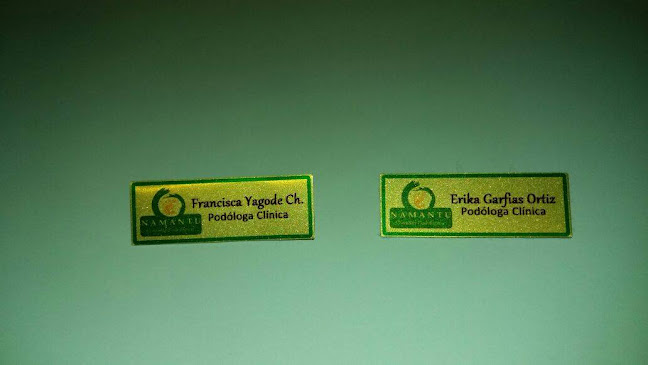 Francisca Yagode Ch.
Podóloga Clínica
NAMANTU
Erika Garfias Ortiz
Podóloga Clínica
NAMANTU